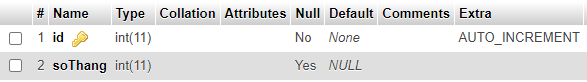 # Name Type Collation Attributes Null Default Comments Extra
1 id int(11) No None AUTO_INCREMENT
2 soThang int(11) Yes NULL